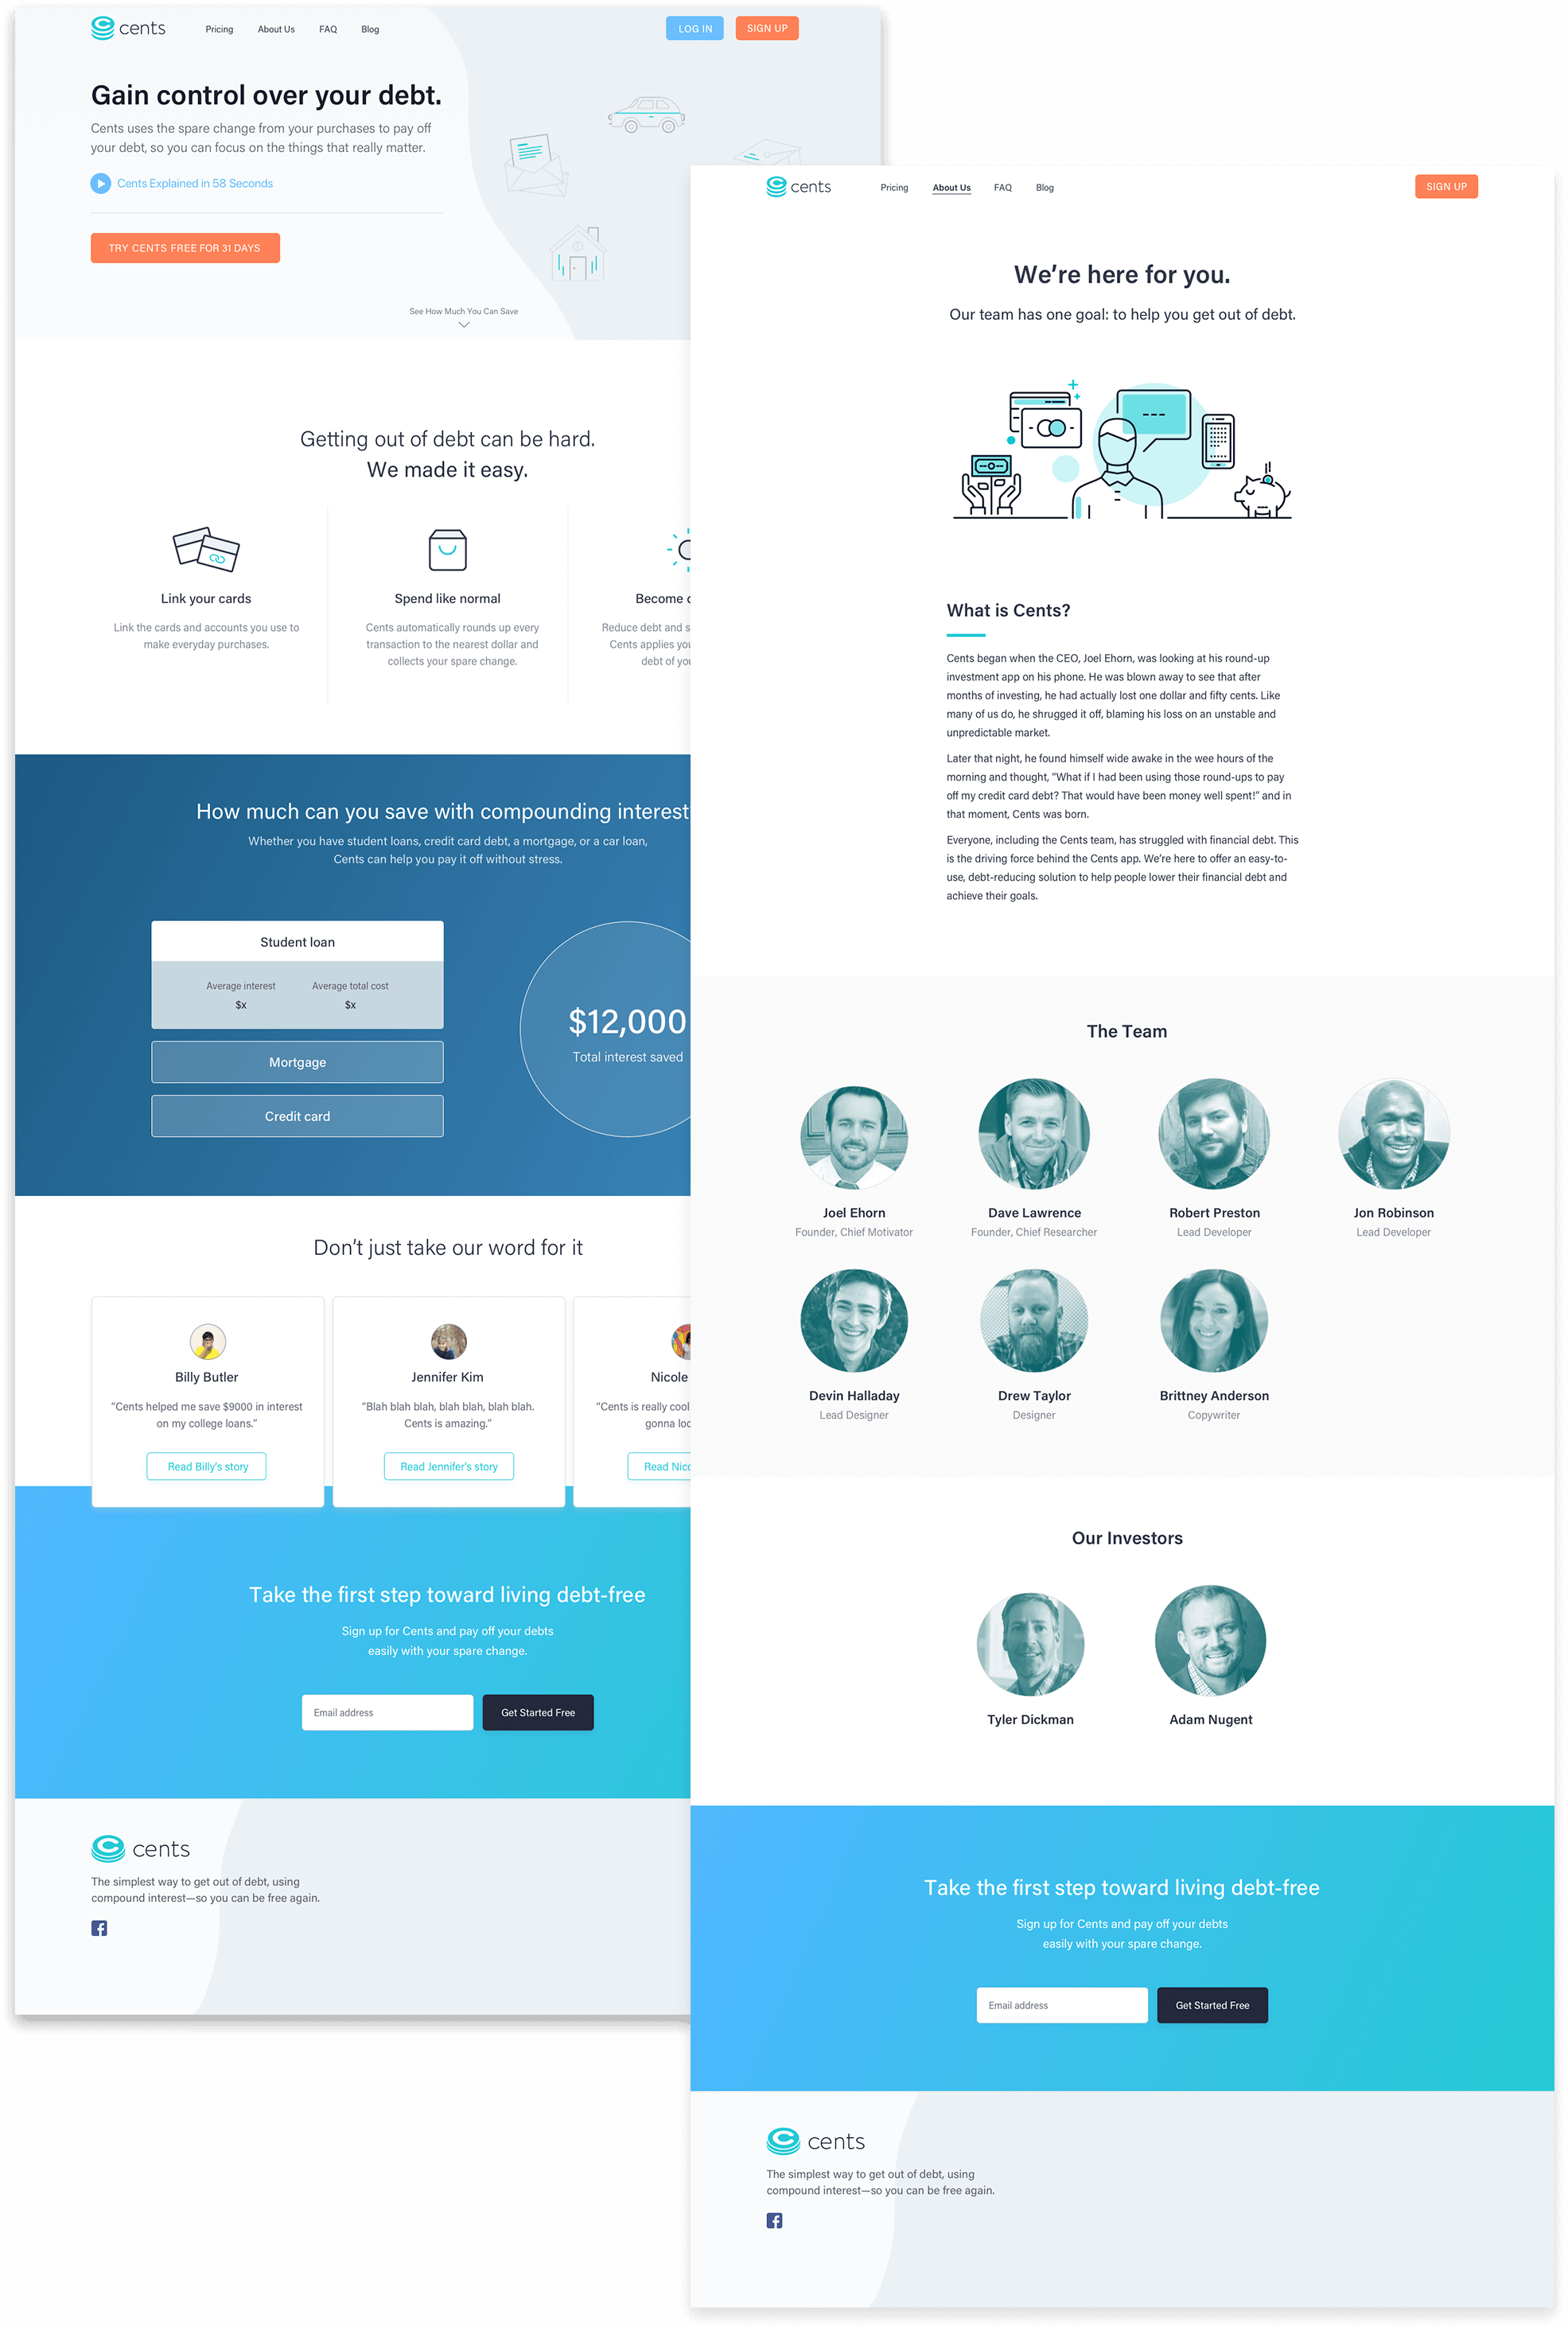 cents
Pricing About Us FAQ Blog
LOG IN SIGN UP
Gain control over your debt.
Cents uses the spare change from your purchases to pay off
your debt, so you can focus on the things that really matter.
Cents Explained in 58 Seconds
TRY CENTS FREE FOR 31 DAYS
See How Much You Can Save
Getting out of debt can be hard.
We made it easy.
Link your cards
Link the cards and accounts you use to
make everyday purchases.
Spend like normal
Cents automatically rounds up every
transaction to the nearest dollar and
collects your spare change.
Become
Reduce debt and
Cents applies
debt of
How much can you save with compounding interest
Whether you have student loans, credit card debt, a mortgage, or a car loan,
Cents can help you pay it off without stress.
Student loan
Average interest Average total cost
$x $x
Mortgage
Credit card
$12,000
Total interest saved
Don't just take our word for it
Billy Butler
“Cents helped me save $9000 in interest
on my college loans.”
Read Billy's story
Jennifer Kim
“Blah blah blah, blah blah, blah blah.
Cents is amazing.”
Read Jennifer's story
Nicole
“Cents is really cool
gonna
Read
Take the first step toward living debt-free
Sign up for Cents and pay off your debts
easily with your spare change.
Email address Get Started Free
cents
The simplest way to get out of debt, using
compound interest—so you can be free again.
cents
Pricing About Us FAQ Blog
SIGN UP
We're here for you.
Our team has one goal: to help you get out of debt.
What is Cents?
Cents began when the CEO, Joel Ehorn, was looking at his round-up
investment app on his phone. He was blown away to see that after
months of investing, he had actually lost one dollar and fifty cents. Like
many of us do, he shrugged it off, blaming his loss on an unstable and
unpredictable market.
Later that night, he found himself wide awake in the wee hours of the
morning and thought, “What if I had been using those round-ups to pay
off my credit card debt? That would have been money well spent!” and in
that moment, Cents was born.
Everyone, including the Cents team, has struggled with financial debt. This
is the driving force behind the Cents app. We're here to offer an easy-to-
use, debt-reducing solution to help people lower their financial debt and
achieve their goals.
The Team
Joel Ehorn
Founder, Chief Motivator
Dave Lawrence
Founder, Chief Researcher
Robert Preston
Lead Developer
Jon Robinson
Lead Developer
Devin Halladay
Lead Designer
Drew Taylor
Designer
Brittney Anderson
Copywriter
Our Investors
Tyler Dickman
Adam Nugent
Take the first step toward living debt-free
Sign up for Cents and pay off your debts
easily with your spare change.
Email address Get Started Free
cents
The simplest way to get out of debt, using
compound interest—so you can be free again.